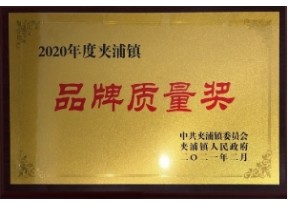 2020年度夹浦镇
品牌质量奖
中共夹浦镇委员会
夹浦镇人民政府
二〇二一年二月